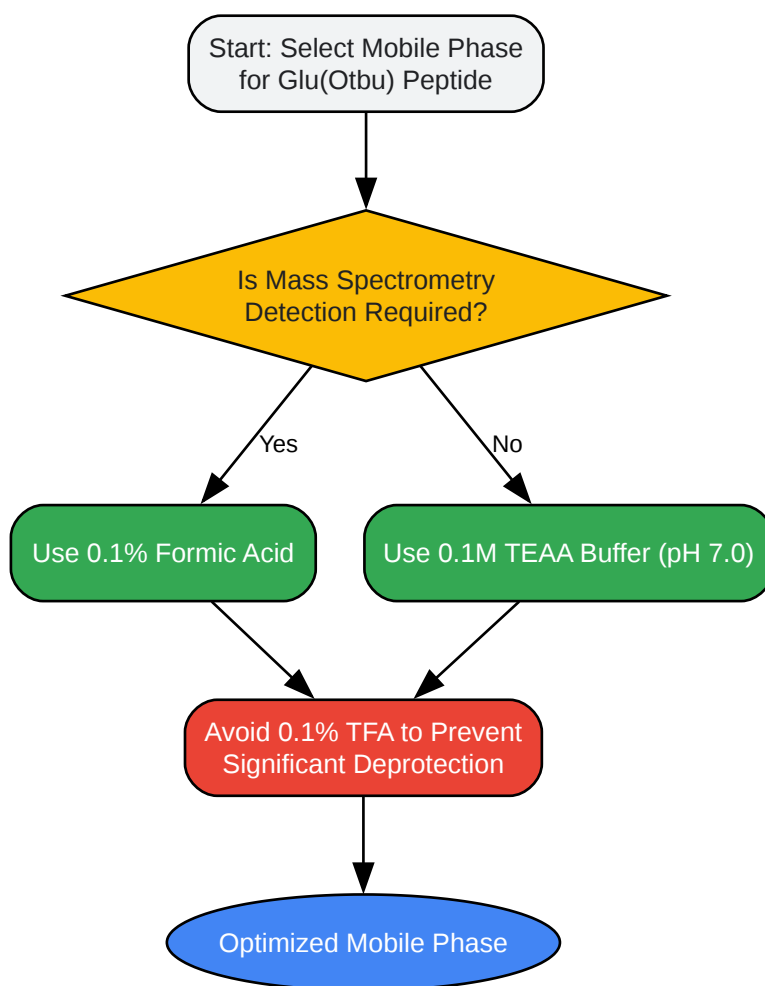 Start: Select Mobile Phase
for Glu(Otbu) Peptide
Is Mass Spectrometry
Detection Required?
Yes
No
Use 0.1% Formic Acid
Use 0.1M TEAA Buffer (pH 7.0)
Avoid 0.1% TFA to Prevent
Significant Deprotection
Optimized Mobile Phase